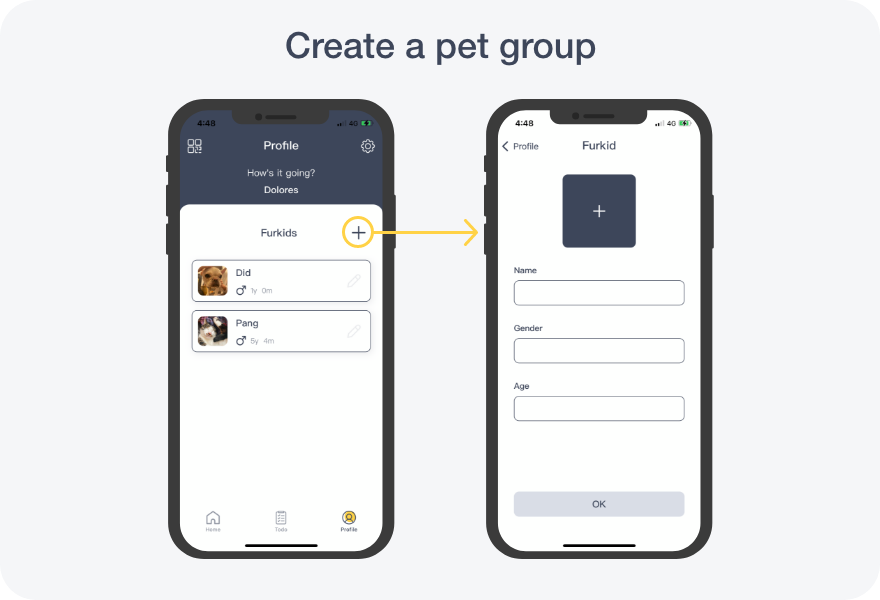 Create a pet group
4:48
4G
Profile
How's it going?
Dolores
Furkids
Did
1y 0m
Pang
5y 4m
Home
Todo
Profile
4:48
4G
Profile
Furkid
Name
Gender
Age
OK